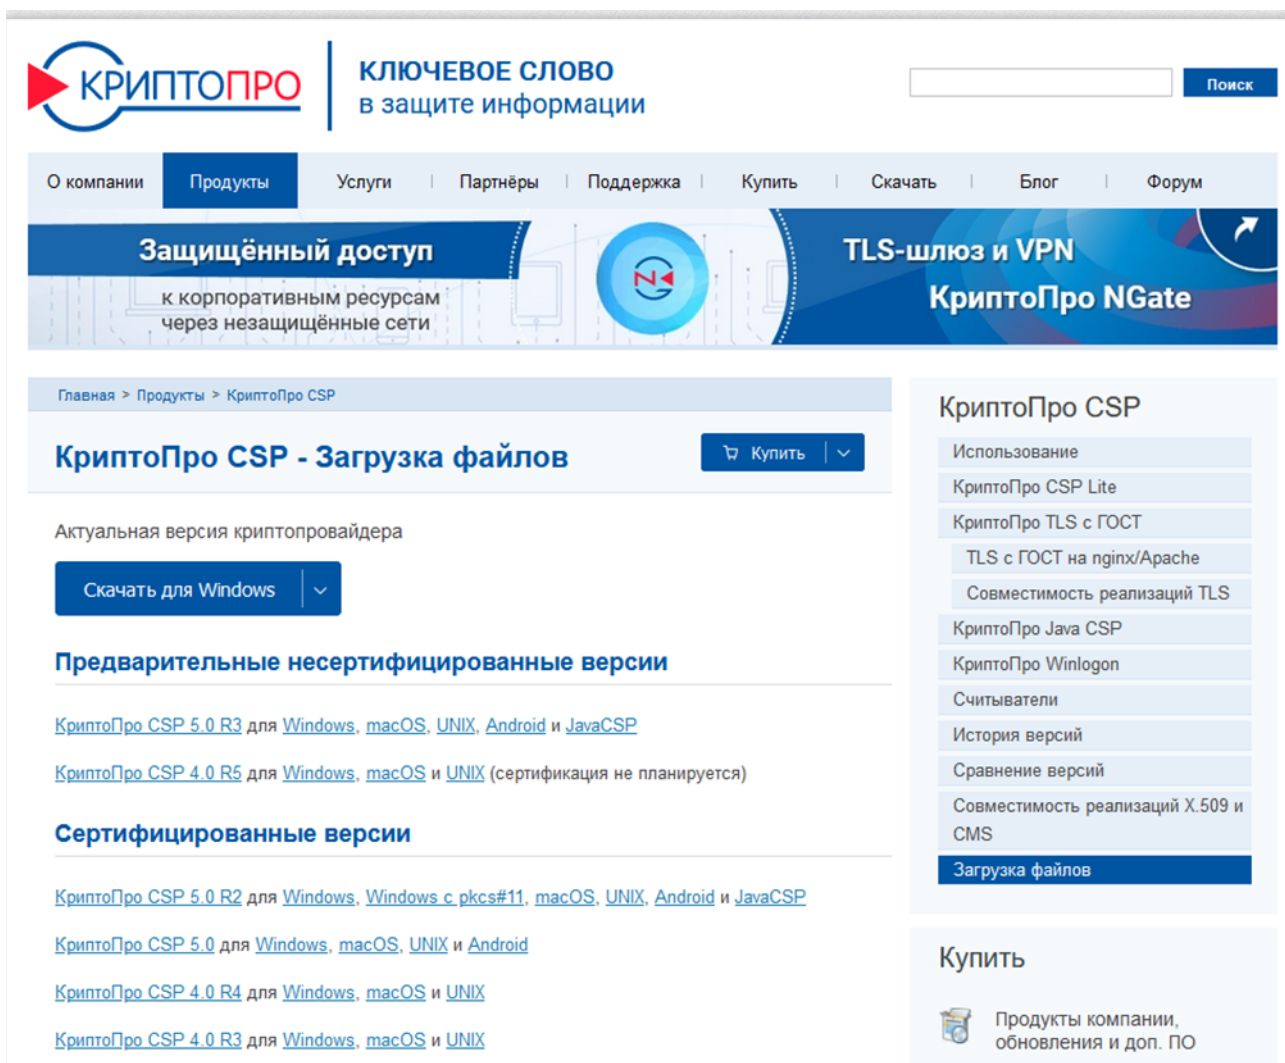 КРИПТОПРО
КЛЮЧЕВОЕ СЛОВО
в защите информации
Поиск
О компании Продукты Услуги Партнёры Поддержка Купить Скачать Блог Форум
Защищённый доступ
к корпоративным ресурсам
через незащищённые сети
TLS-шлюз и VPN
КриптоПро NGate
Главная > Продукты > КриптоПро CSP
КриптоПро CSP - Загрузка файлов
Купить
Актуальная версия криптопровайдера
Скачать для Windows
Предварительные несертифицированные версии
КриптоПро CSP 5.0 R3 для Windows, macOS, UNIX, Android и JavaCSP
КриптоПро CSP 4.0 R5 для Windows, macOS и UNIX (сертификация не планируется)
Сертифицированные версии
КриптоПро CSP 5.0 R2 для Windows, Windows с pkcs#11, macOS, UNIX, Android и JavaCSP
КриптоПро CSP 5.0 для Windows, macOS, UNIX и Android
КриптоПро CSP 4.0 R4 для Windows, macOS и UNIX
КриптоПро CSP 4.0 R3 для Windows, macOS и UNIX
КриптоПро CSP
Использование
КриптоПро CSP Lite
КриптоПро TLS с ГОСТ
TLS с ГОСТ на nginx/Apache
Совместимость реализаций TLS
КриптоПро Java CSP
КриптоПро Winlogon
Считыватели
История версий
Сравнение версий
Совместимость реализаций X.509 и
CMS
Загрузка файлов
Купить
Продукты компании,
обновления и доп. ПО